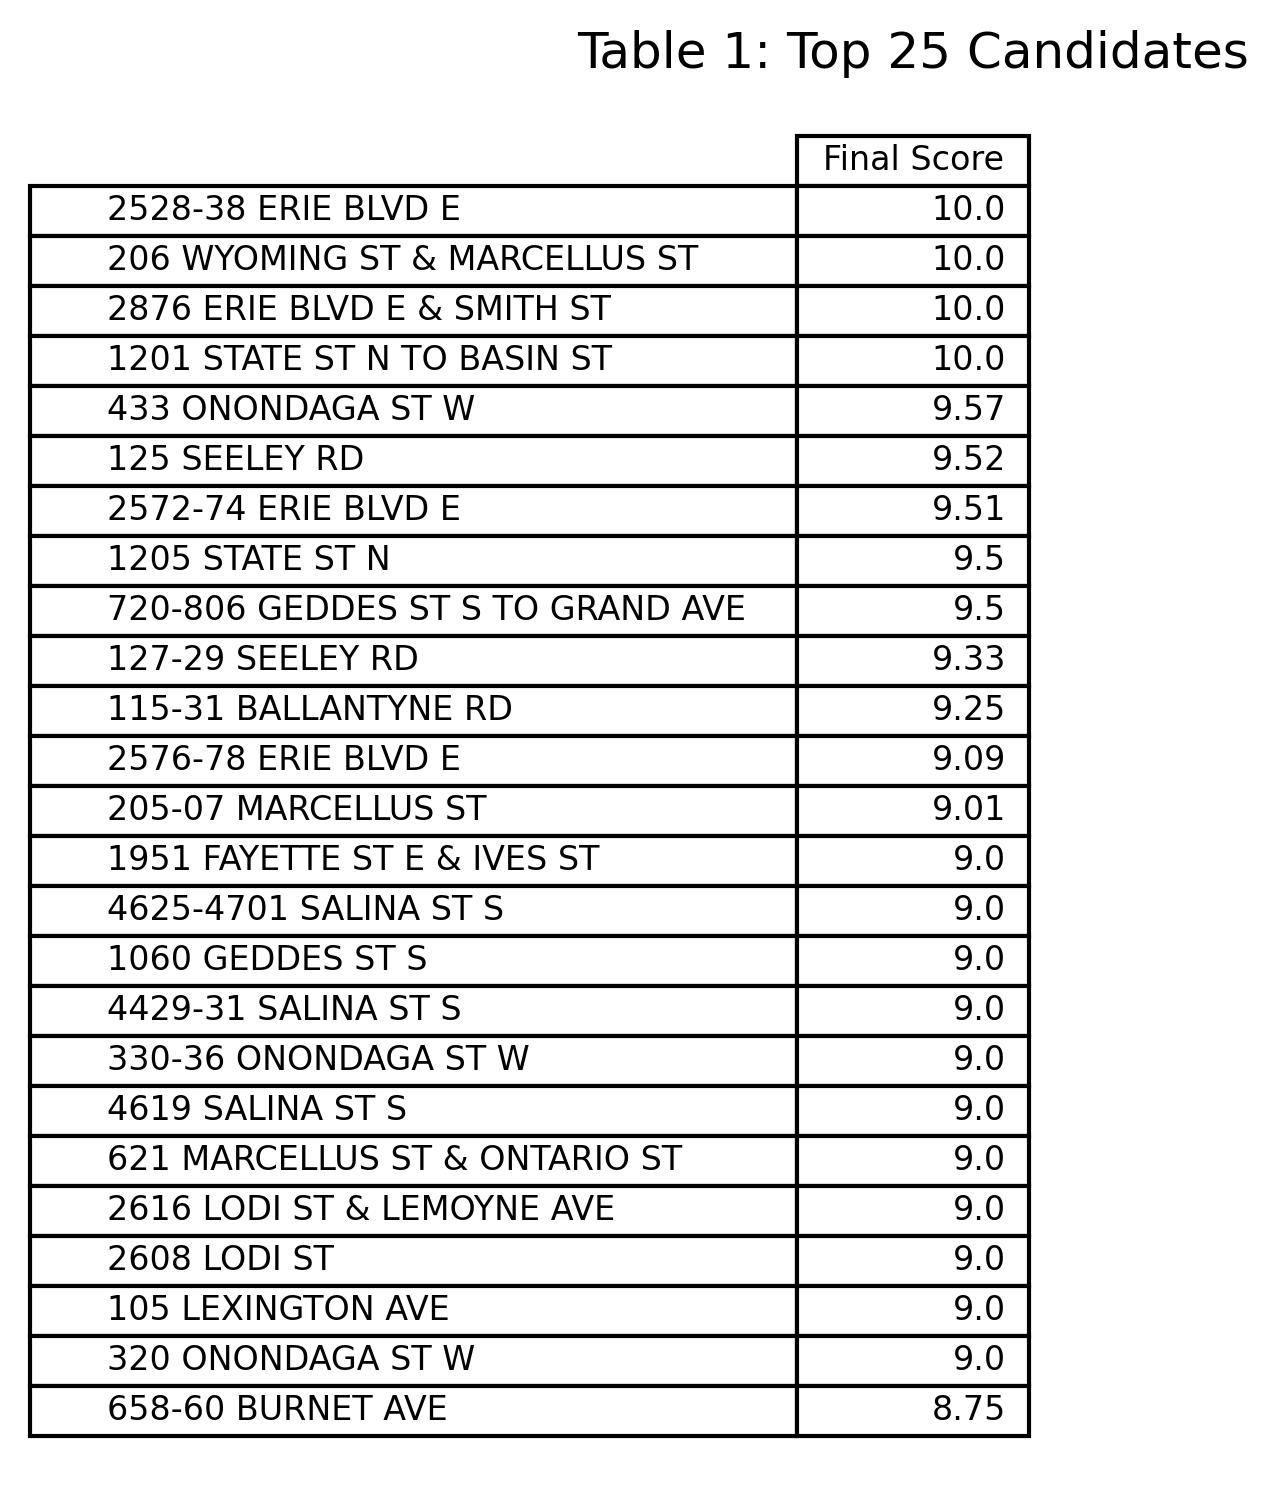 Table 1: Top 25 Candidates
Final Score
2528-38 ERIE BLVD E 10.0
206 WYOMING ST & MARCELLUS ST 10.0
2876 ERIE BLVD E & SMITH ST 10.0
1201 STATE ST N TO BASIN ST 10.0
433 ONONDAGA ST W 9.57
125 SEELEY RD 9.52
2572-74 ERIE BLVD E 9.51
1205 STATE ST N 9.5
720-806 GEDDES ST S TO GRAND AVE 9.5
127-29 SEELEY RD 9.33
115-31 BALLANTYNE RD 9.25
2576-78 ERIE BLVD E 9.09
205-07 MARCELLUS ST 9.01
1951 FAYETTE ST E & IVES ST 9.0
4625-4701 SALINA ST S 9.0
1060 GEDDES ST S 9.0
4429-31 SALINA ST S 9.0
330-36 ONONDAGA ST W 9.0
4619 SALINA ST S 9.0
621 MARCELLUS ST & ONTARIO ST 9.0
2616 LODI ST & LEMOYNE AVE 9.0
2608 LODI ST 9.0
105 LEXINGTON AVE 9.0
320 ONONDAGA ST W 9.0
658-60 BURNET AVE 8.75